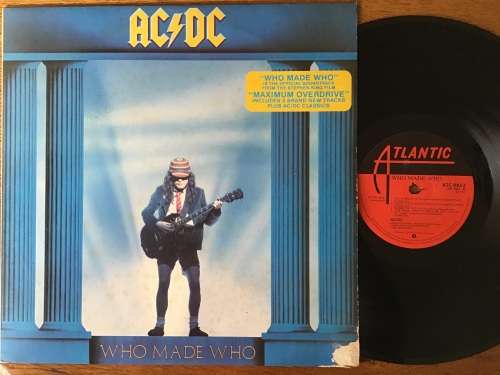 AC⚡DC
"WHO MADE WHO"
IS THE OFFICIAL SOUNDTRACK
FROM THE STEPHEN KING FILM
"MAXIMUM OVERDRIVE"
INCLUDES 3 BRAND NEW TRACKS
PLUS AC/DC CLASSICS
WHO MADE WHO
ATLANTIC
WHO MADE WHO